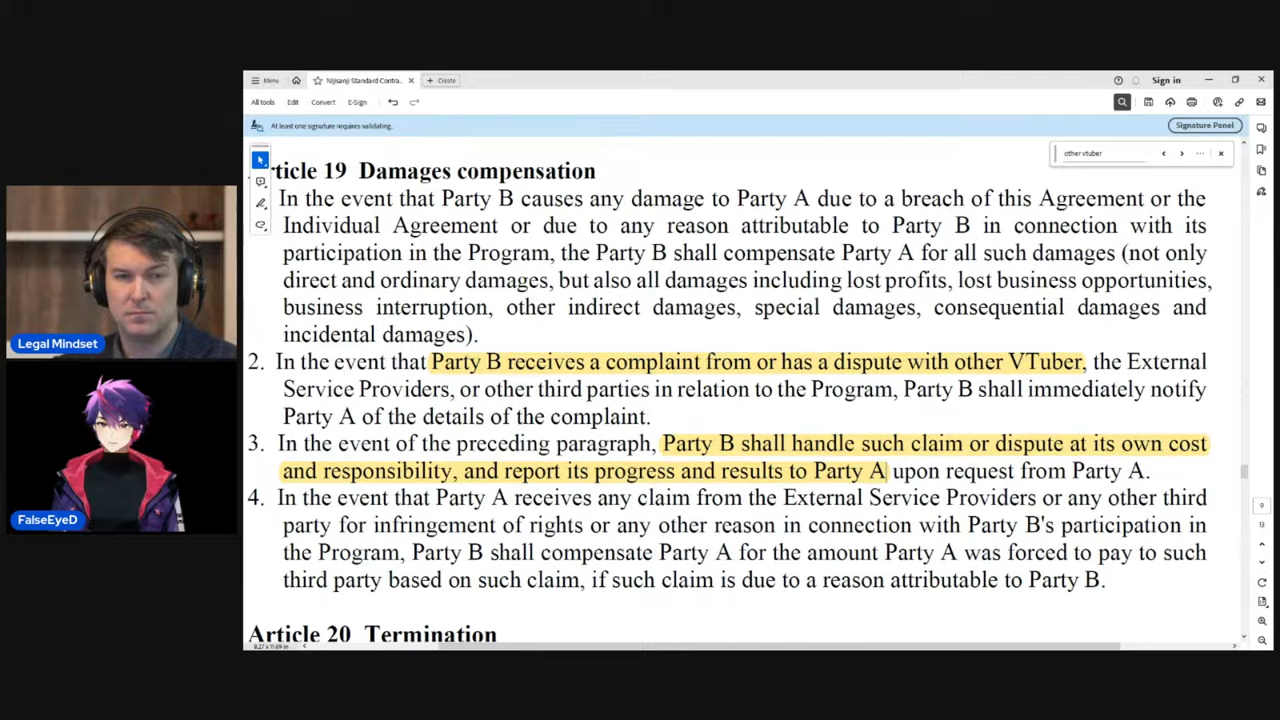 Menu
Nijisanji Standard Contra...
Create
Sign in
All tools
Edit
Convert
E-Sign
At least one signature requires validating.
Signature Panel
other vtuber
rticle 19 Damages compensation
In the event that Party B causes any damage to Party A due to a breach of this Agreement or the
Individual Agreement or due to any reason attributable to Party B in connection with its
participation in the Program, the Party B shall compensate Party A for all such damages (not only
direct and ordinary damages, but also all damages including lost profits, lost business opportunities,
business interruption, other indirect damages, special damages, consequential damages and
incidental damages).
2. In the event that Party B receives a complaint from or has a dispute with other VTuber, the External
Service Providers, or other third parties in relation to the Program, Party B shall immediately notify
Party A of the details of the complaint.
3. In the event of the preceding paragraph, Party B shall handle such claim or dispute at its own cost
and responsibility, and report its progress and results to Party A upon request from Party A.
4. In the event that Party A receives any claim from the External Service Providers or any other third
party for infringement of rights or any other reason in connection with Party B's participation in
the Program, Party B shall compensate Party A for the amount Party A was forced to pay to such
third party based on such claim, if such claim is due to a reason attributable to Party B.
Article 20 Termination
8.27 x 11.69 in
9
13
Legal Mindset
FalseEyeD